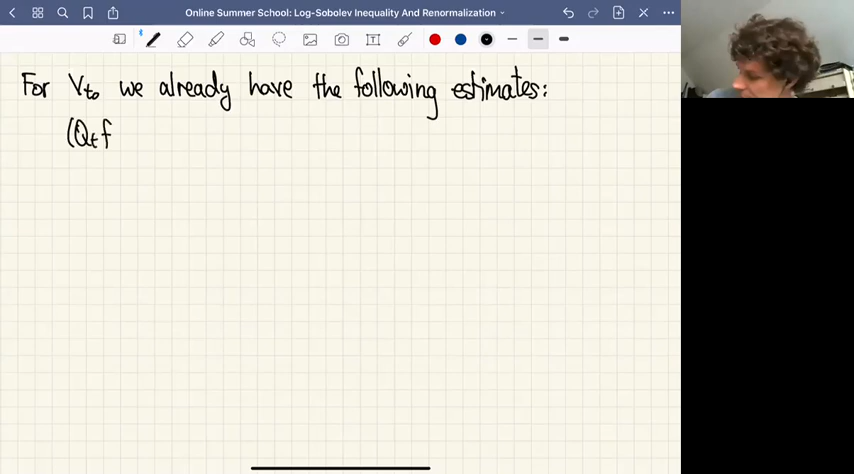 Online Summer School: Log-Sobolev Inequality And Renormalization
For V_{t_0} we already have the following estimates:
(Q_t f